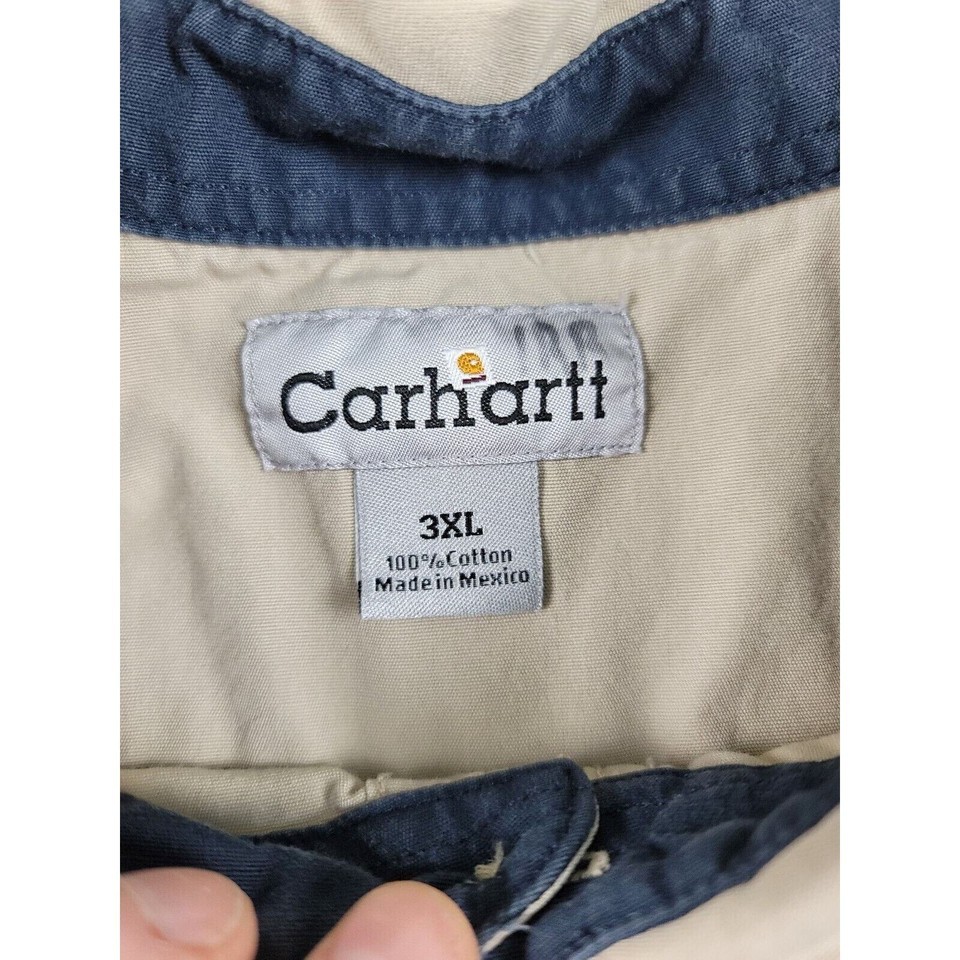 Carhartt
3XL
100% Cotton
Made in Mexico